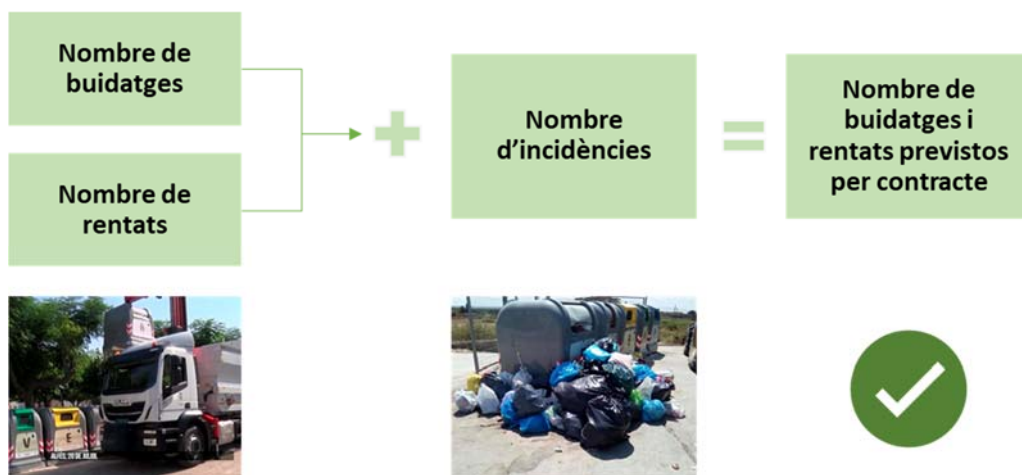 Nombre de
buidatges
Nombre de
rentats
Nombre
d’incidències
Nombre de
buidatges i
rentats previstos
per contracte
V
E